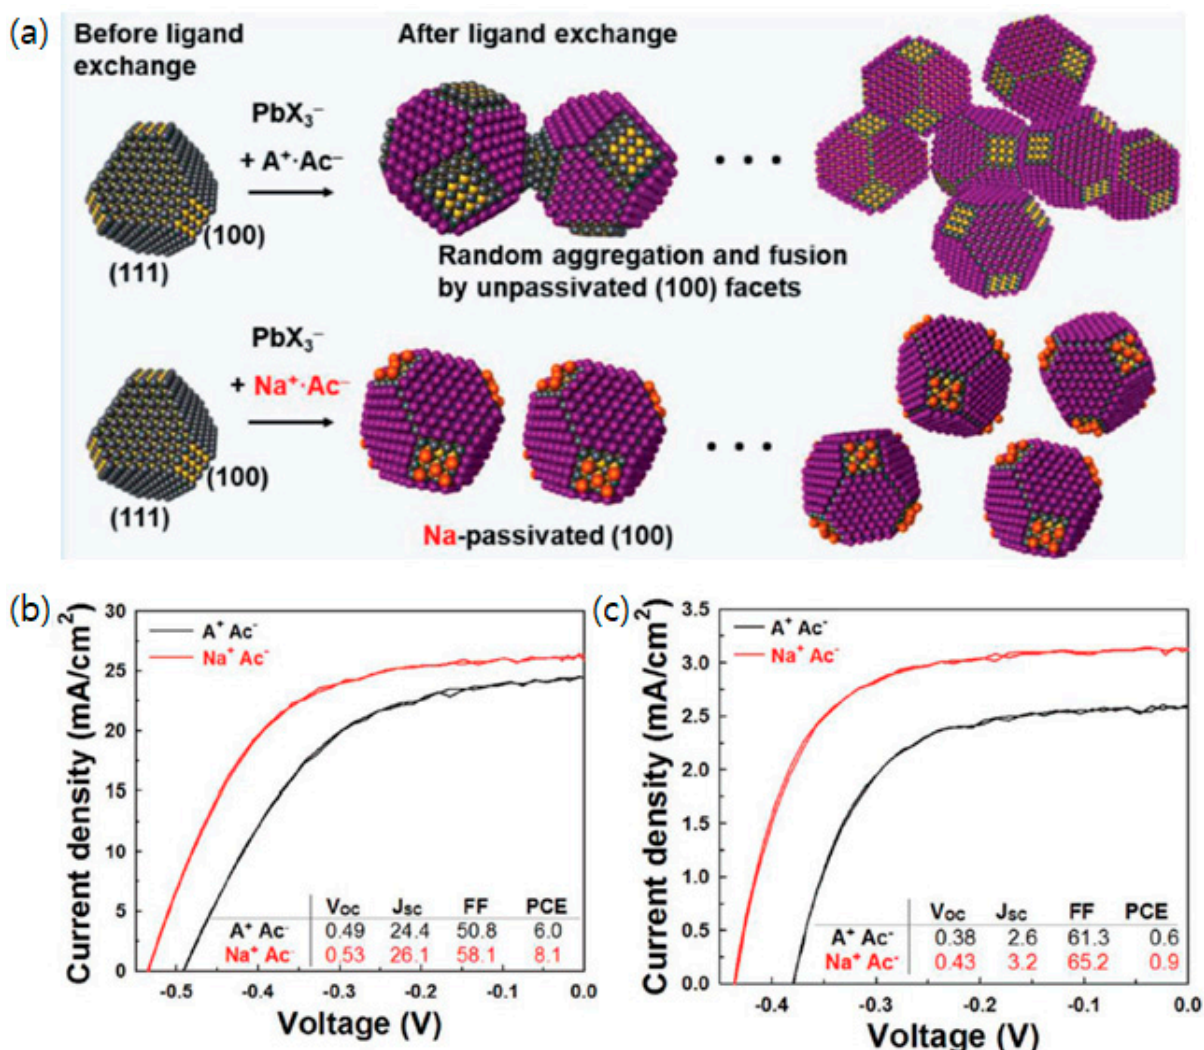 (a)
Before ligand
exchange
After ligand exchange
PbX₃⁻
+ A⁺·Ac⁻
(100)
(111)
Random aggregation and fusion
by unpassivated (100) facets
PbX₃⁻
+ Na⁺·Ac⁻
(100)
(111)
Na-passivated (100)
(b)
Current density (mA/cm²)
30
25
20
15
10
5
0
A⁺ Ac⁻
Na⁺ Ac⁻
Voc Jsc FF PCE
A⁺ Ac⁻ 0.49 24.4 50.8 6.0
Na⁺ Ac⁻ 0.53 26.1 58.1 8.1
-0.5 -0.4 -0.3 -0.2 -0.1 0.0
Voltage (V)
(c)
Current density (mA/cm²)
3.5
3.0
2.5
2.0
1.5
1.0
0.5
0.0
A⁺ Ac⁻
Na⁺ Ac⁻
Voc Jsc FF PCE
A⁺ Ac⁻ 0.38 2.6 61.3 0.6
Na⁺ Ac⁻ 0.43 3.2 65.2 0.9
-0.4 -0.3 -0.2 -0.1 0.0
Voltage (V)